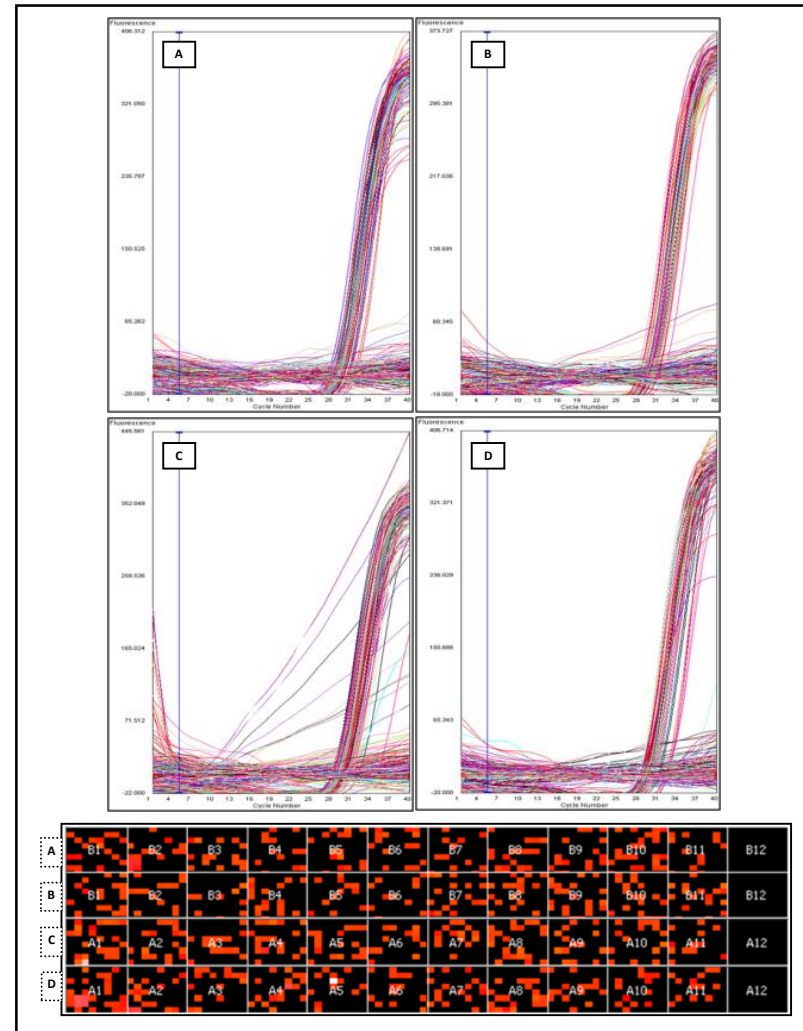 Fluorescence
406.312
A
321.050
235.787
150.525
65.262
-20.000
1 4 7 10 13 16 19 22 25 28 31 34 37 40
Cycle Number
Fluorescence
373.727
B
295.381
217.036
138.691
60.345
-18.000
1 4 7 10 13 16 19 22 25 28 31 34 37 40
Cycle Number
Fluorescence
445.561
C
352.049
258.536
165.024
71.512
-22.000
1 4 7 10 13 16 19 22 25 28 31 34 37 40
Cycle Number
Fluorescence
406.714
D
321.371
236.029
150.686
65.343
-20.000
1 4 7 10 13 16 19 22 25 28 31 34 37 40
Cycle Number
A B1 B2 B3 B4 B5 B6 B7 B8 B9 B10 B11 B12
B B1 B2 B3 B4 B5 B6 B7 B8 B9 B10 B11 B12
C A1 A2 A3 A4 A5 A6 A7 A8 A9 A10 A11 A12
D A1 A2 A3 A4 A5 A6 A7 A8 A9 A10 A11 A12